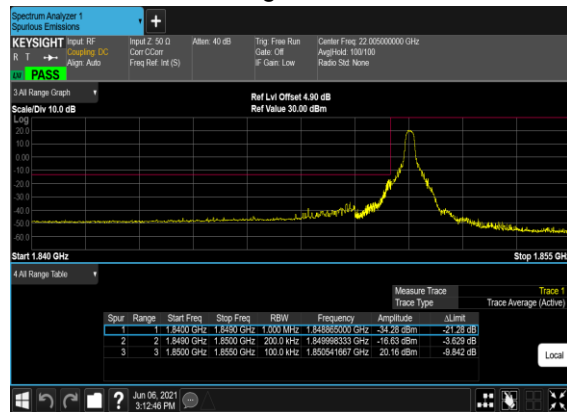 Spectrum Analyzer 1
Spurious Emissions
KEYSIGHT Input: RF Input Z: 50 Ω Atten: 40 dB Trig: Free Run Center Freq: 22.005000000 GHz
R T Coupling: DC Corr CCorr Gate: Off Avg|Hold: 100/100
Align: Auto Freq Ref: Int (S) IF Gain: Low Radio Std: None
PASS
3 All Range Graph
Ref Lvl Offset 4.90 dB
Scale/Div 10.0 dB Ref Value 30.00 dBm
Log
20.0
10.0
0.00
-10.0
-20.0
-30.0
-40.0
-50.0
-60.0
Start 1.840 GHz Stop 1.855 GH
4 All Range Table
Measure Trace Trace 1
Trace Type Trace Average (Active)
Spur Range Start Freq Stop Freq RBW Frequency Amplitude ΔLimit
1 1 1.8400 GHz 1.8490 GHz 1.000 MHz 1.848865000 GHz -34.28 dBm -21.28 dB
2 2 1.8490 GHz 1.8500 GHz 200.0 kHz 1.849998333 GHz -16.63 dBm -3.629 dB
3 3 1.8500 GHz 1.8550 GHz 100.0 kHz 1.850541667 GHz 20.16 dBm -9.842 dB
Local
? Jun 06, 2021
3:12:46 PM